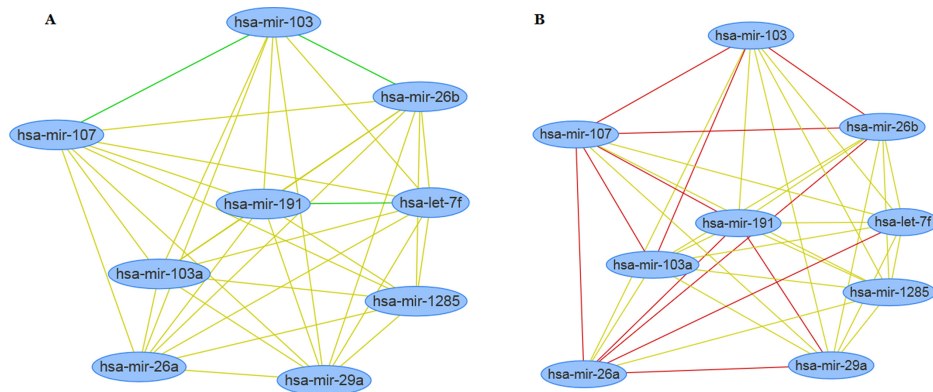 A
hsa-mir-103
hsa-mir-26b
hsa-mir-107
hsa-mir-191
hsa-let-7f
hsa-mir-103a
hsa-mir-1285
hsa-mir-26a
hsa-mir-29a
B
hsa-mir-103
hsa-mir-26b
hsa-mir-107
hsa-mir-191
hsa-let-7f
hsa-mir-103a
hsa-mir-1285
hsa-mir-26a
hsa-mir-29a